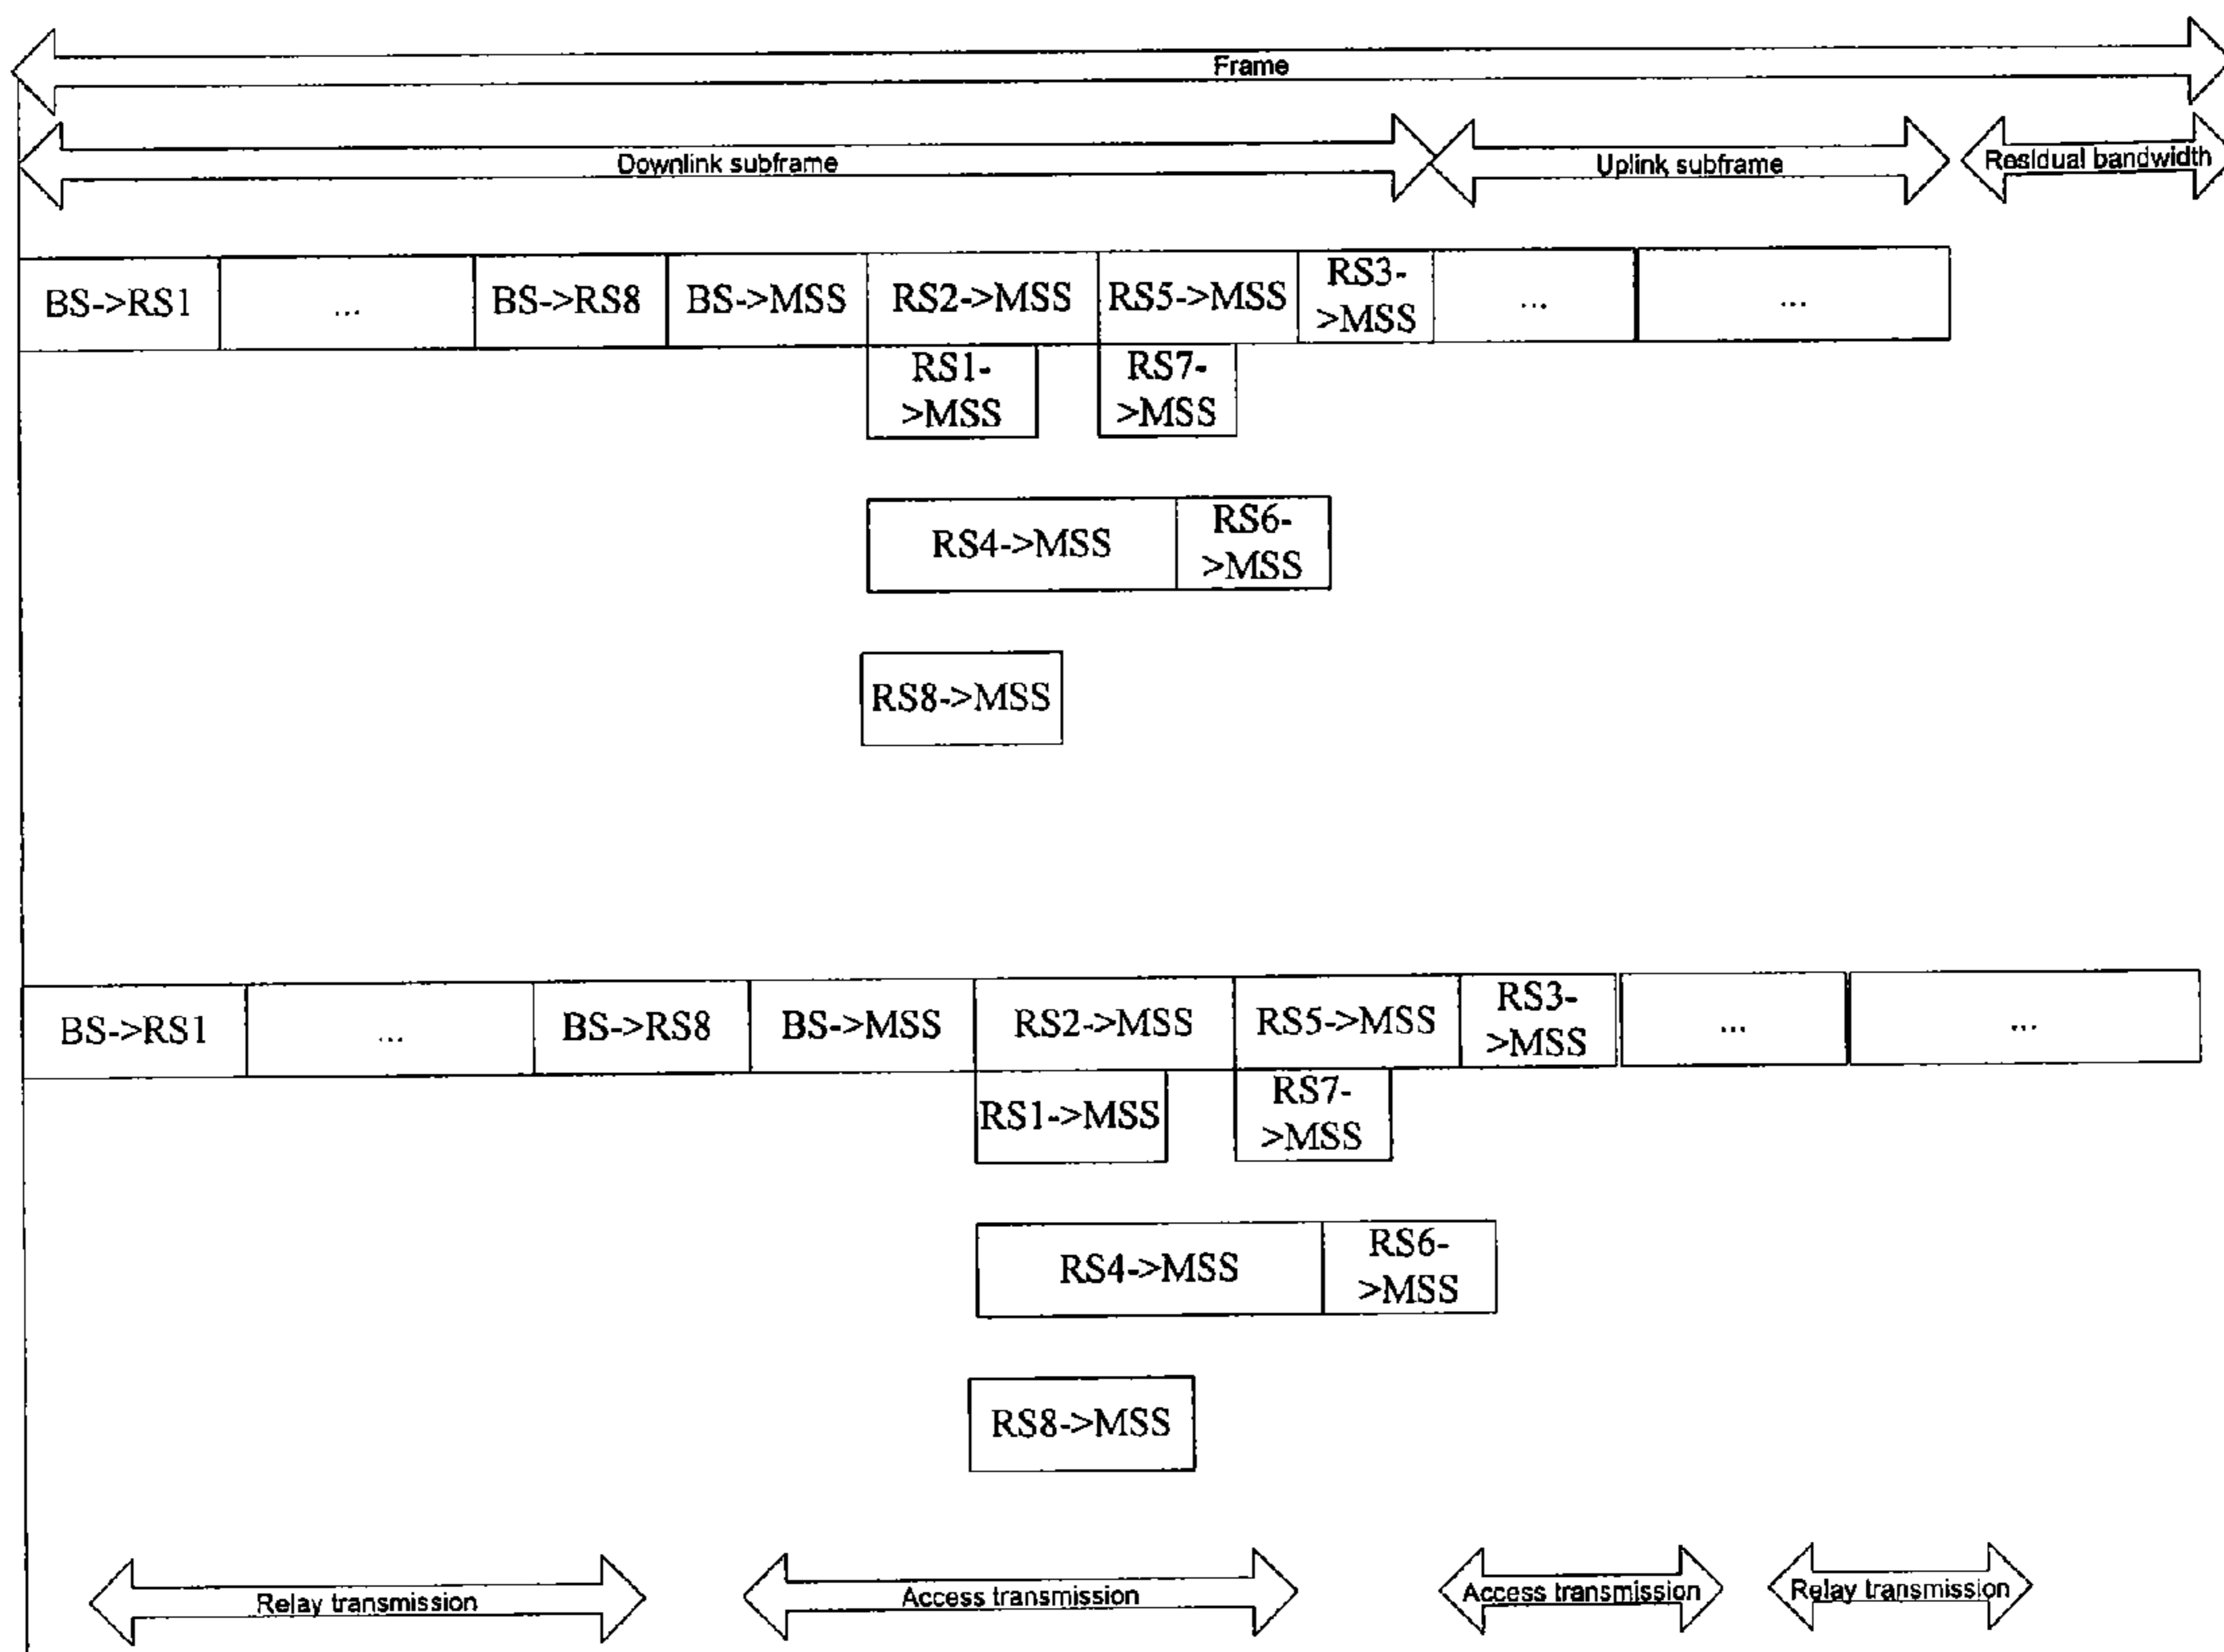 Frame
Downlink subframe
Uplink subframe
Residual bandwidth
BS->RS1
...
BS->RS8
BS->MSS
RS2->MSS
RS5->MSS
RS3-
>MSS
...
...
RS1-
>MSS
RS7-
>MSS
RS4->MSS
RS6-
>MSS
RS8->MSS
BS->RS1
...
BS->RS8
BS->MSS
RS2->MSS
RS5->MSS
RS3-
>MSS
...
...
RS1->MSS
RS7-
>MSS
RS4->MSS
RS6-
>MSS
RS8->MSS
Relay transmission
Access transmission
Access transmission
Relay transmission